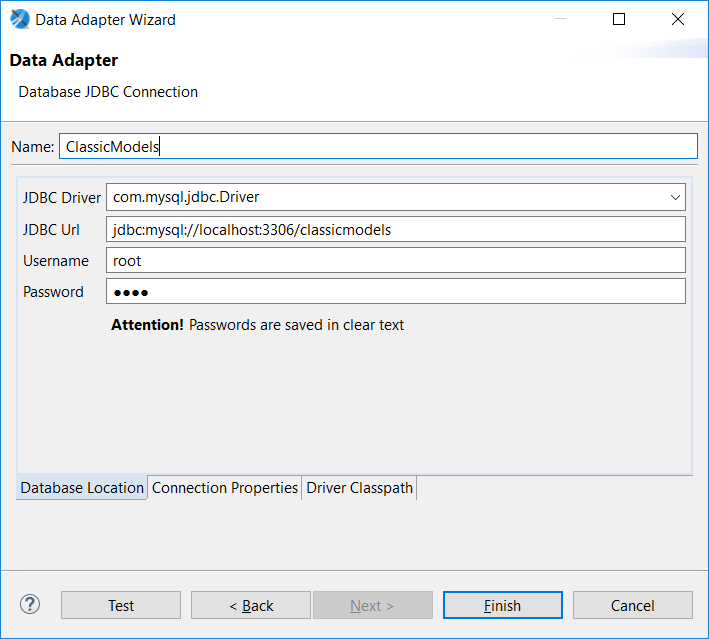 Data Adapter Wizard
Data Adapter
Database JDBC Connection
Name: ClassicModels
JDBC Driver com.mysql.jdbc.Driver
JDBC Url jdbc:mysql://localhost:3306/classicmodels
Username root
Password ●●●●
Attention! Passwords are saved in clear text
Database Location Connection Properties Driver Classpath
? Test < Back Next > Finish Cancel